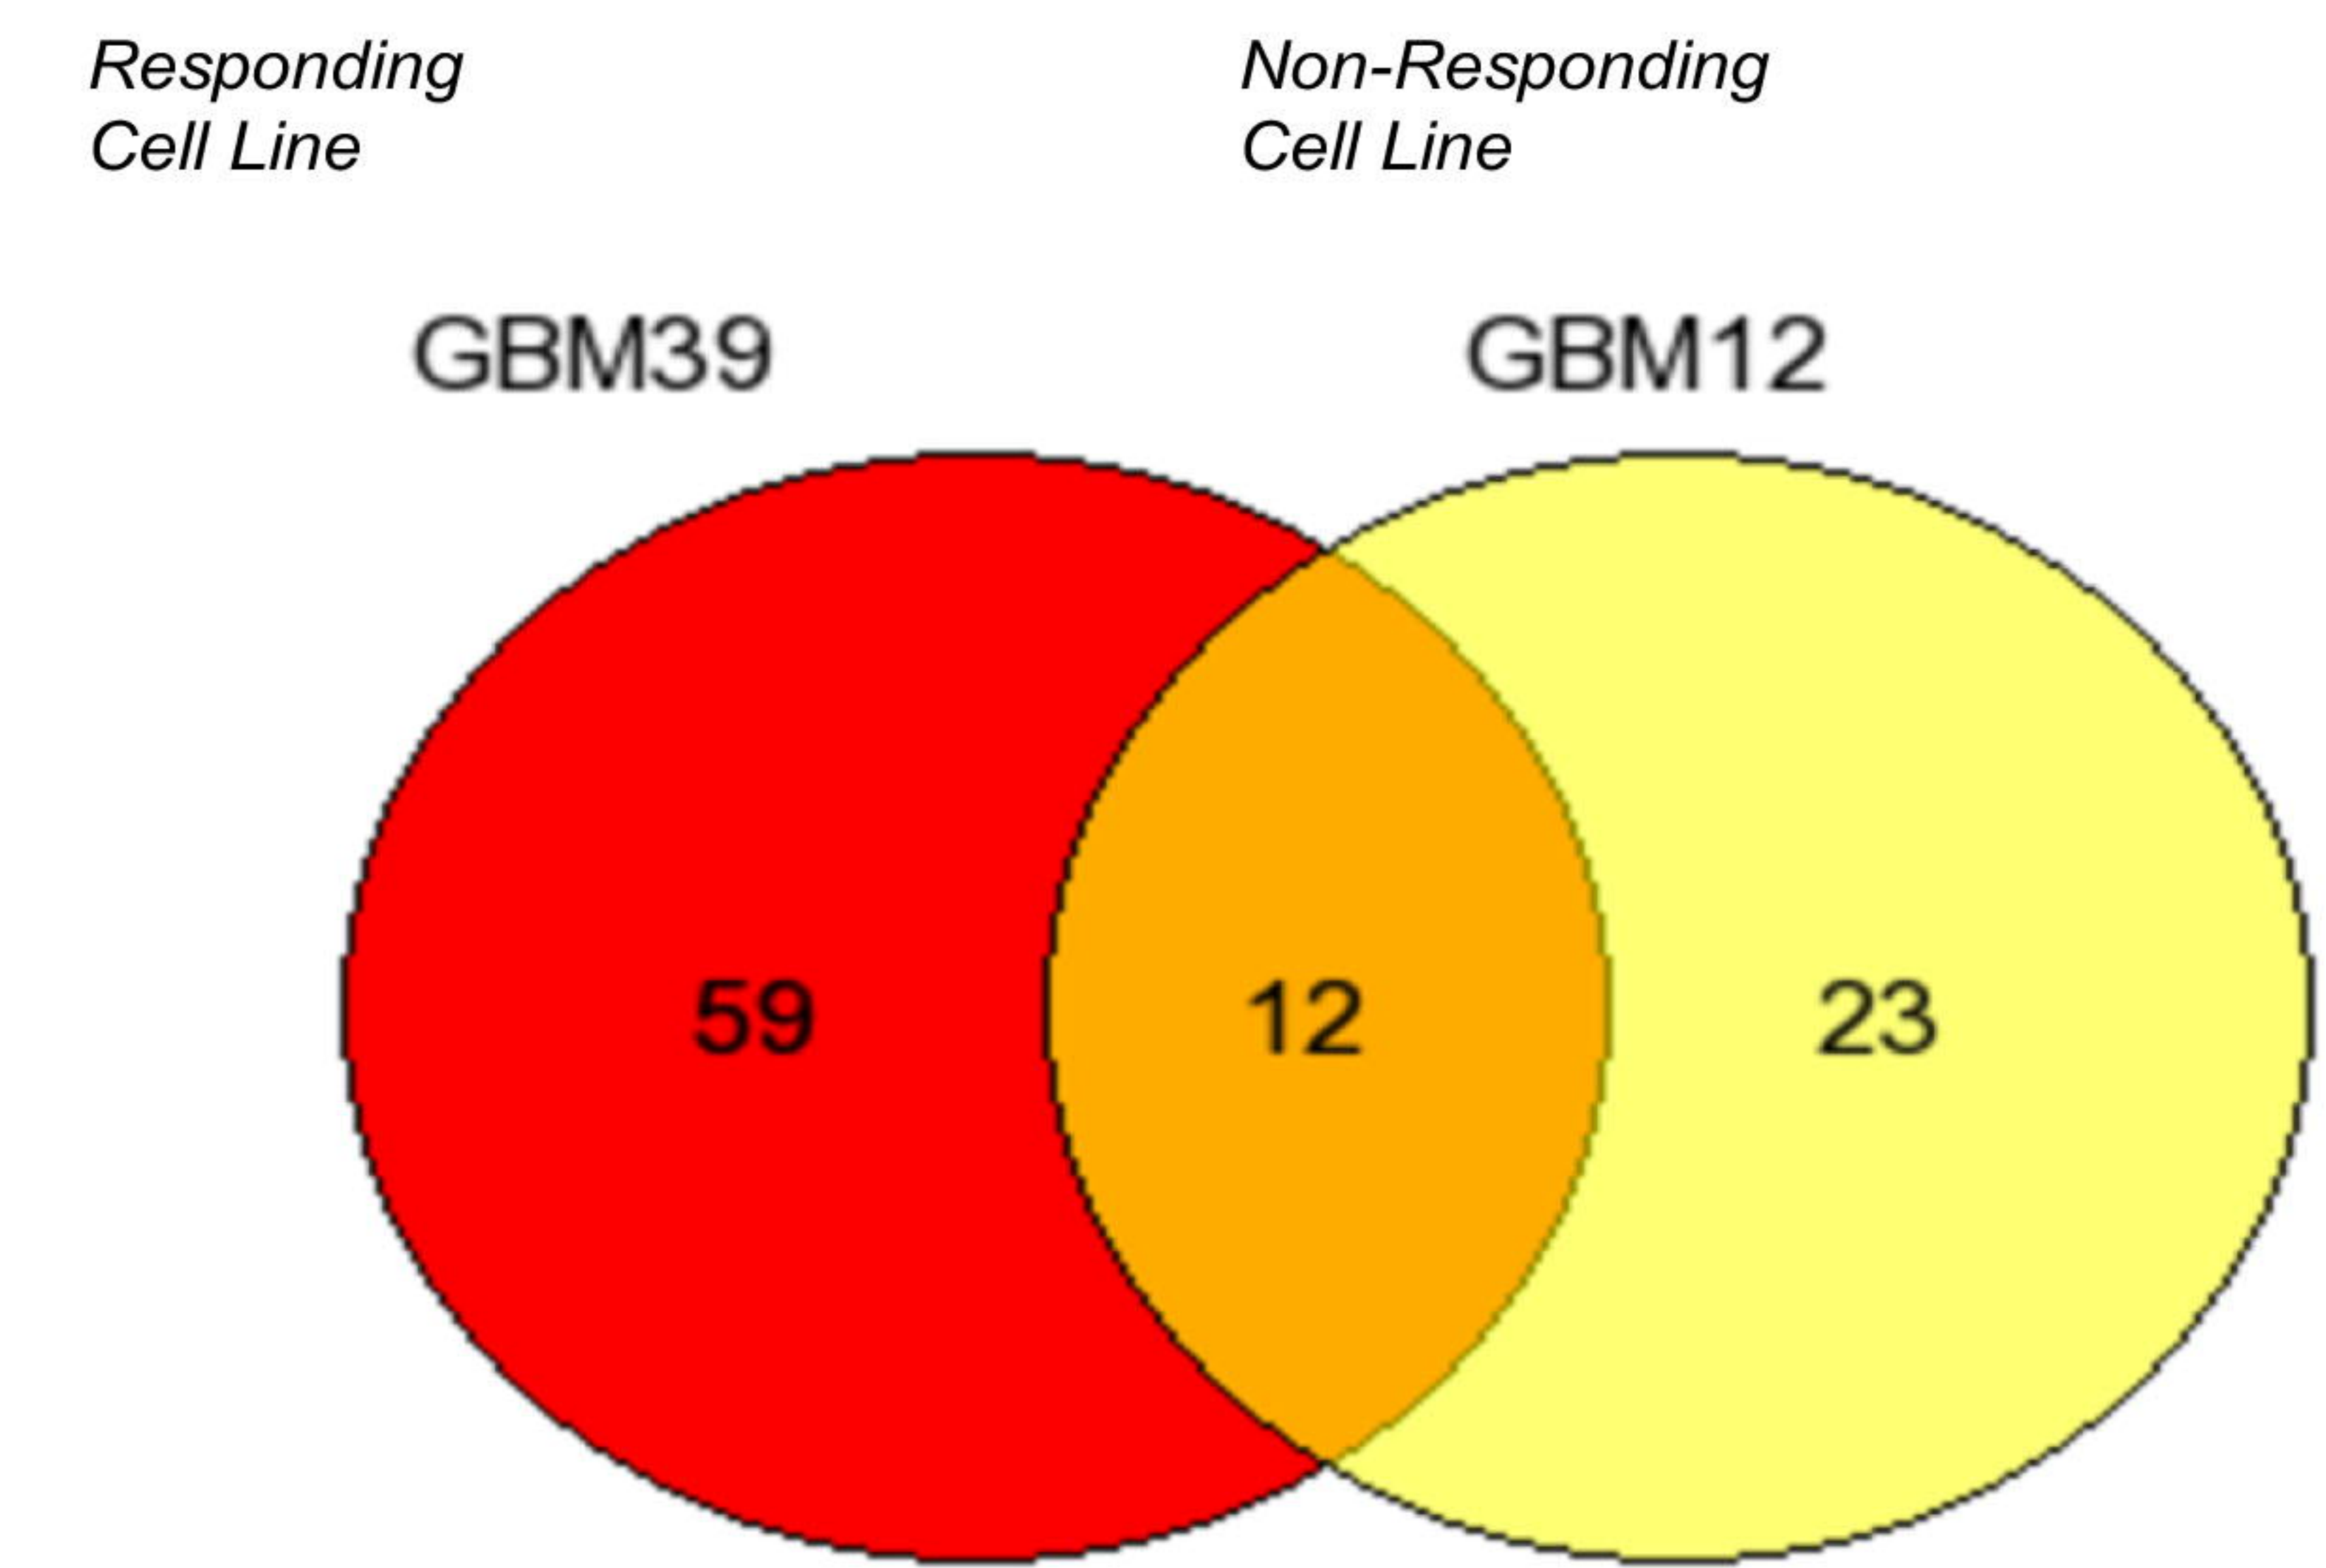 Responding
Cell Line
Non-Responding
Cell Line
GBM39
GBM12
59
12
23